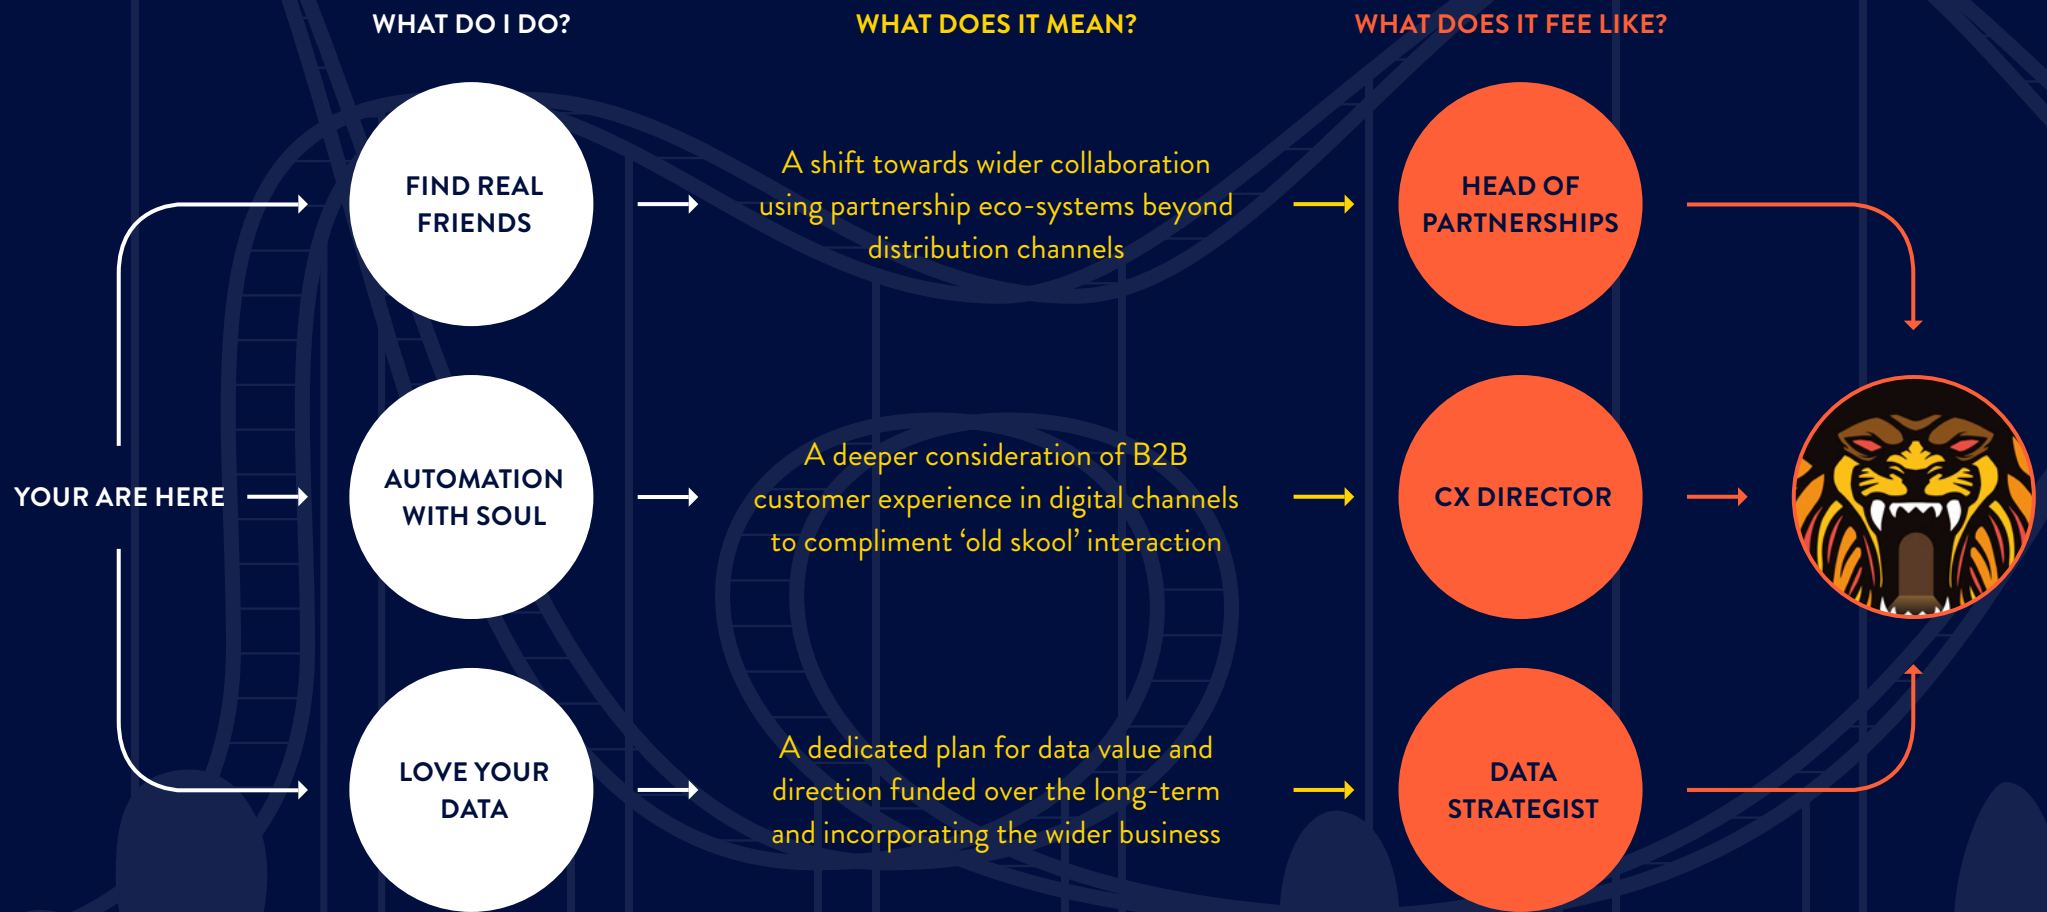 WHAT DO I DO?
WHAT DOES IT MEAN?
WHAT DOES IT FEE LIKE?
YOUR ARE HERE
FIND REAL
FRIENDS
A shift towards wider collaboration
using partnership eco-systems beyond
distribution channels
HEAD OF
PARTNERSHIPS
AUTOMATION
WITH SOUL
A deeper consideration of B2B
customer experience in digital channels
to compliment ‘old skool’ interaction
CX DIRECTOR
LOVE YOUR
DATA
A dedicated plan for data value and
direction funded over the long-term
and incorporating the wider business
DATA
STRATEGIST